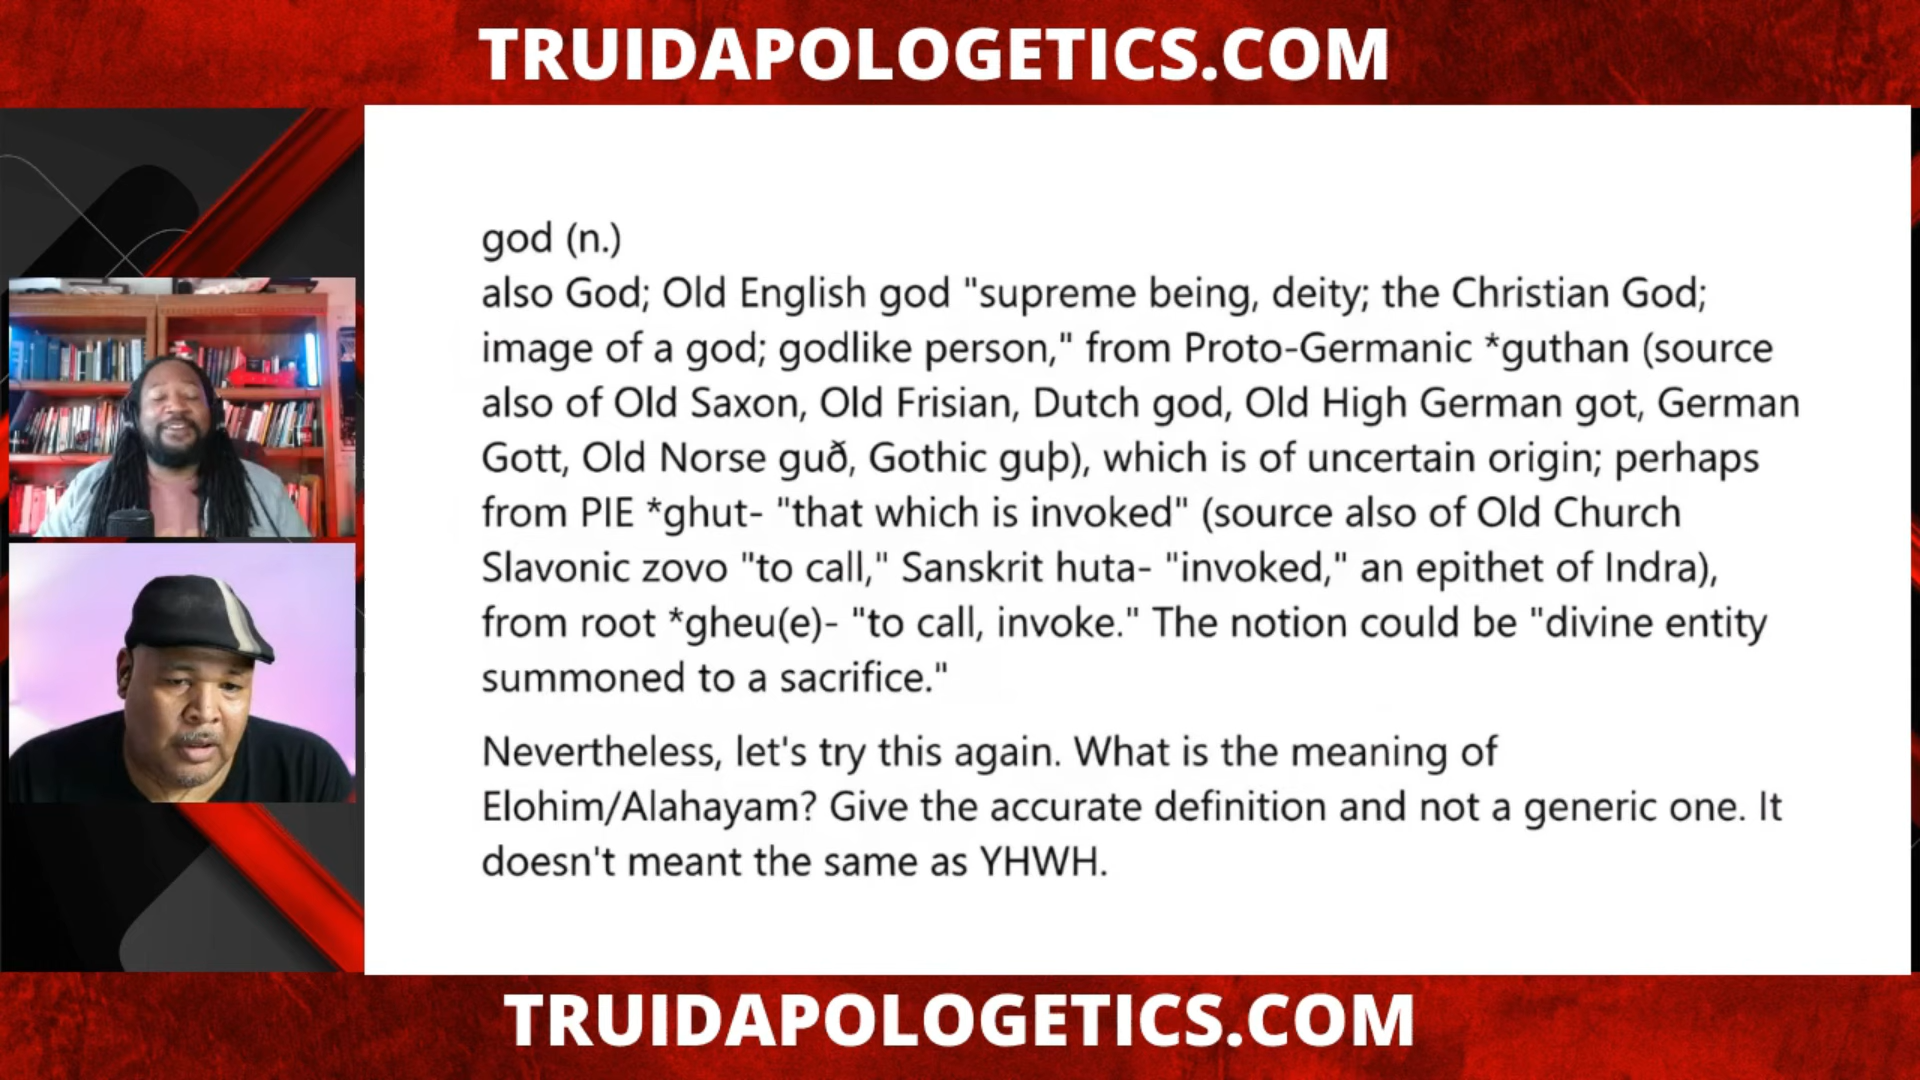 TRUIDAPOLOGETICS.COM
god (n.)
also God; Old English god "supreme being, deity; the Christian God;
image of a god; godlike person," from Proto-Germanic *guthan (source
also of Old Saxon, Old Frisian, Dutch god, Old High German got, German
Gott, Old Norse guð, Gothic guþ), which is of uncertain origin; perhaps
from PIE *ghut- "that which is invoked" (source also of Old Church
Slavonic zovo "to call," Sanskrit huta- "invoked," an epithet of Indra),
from root *gheu(e)- "to call, invoke." The notion could be "divine entity
summoned to a sacrifice."
Nevertheless, let's try this again. What is the meaning of
Elohim/Alahayam? Give the accurate definition and not a generic one. It
doesn't meant the same as YHWH.
TRUIDAPOLOGETICS.COM